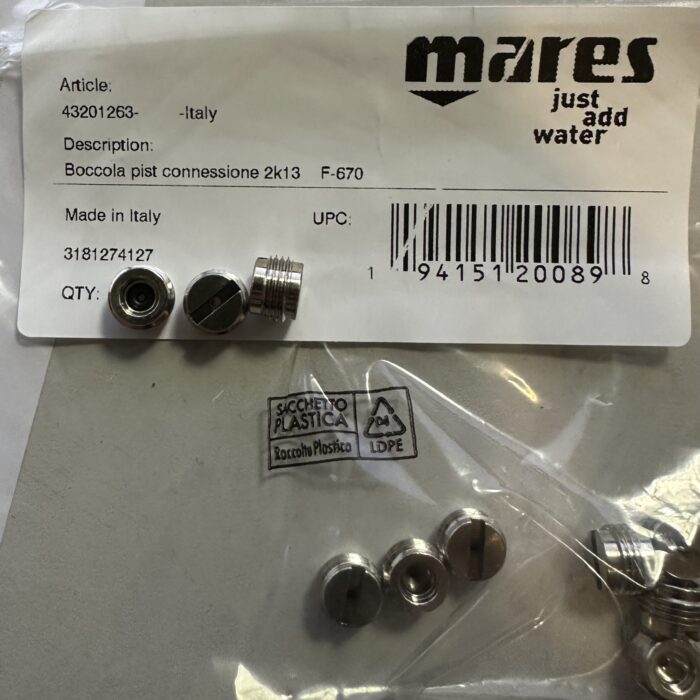 mares
just
add
water
Article:
43201263- -Italy
Description:
Boccola pist connessione 2k13 F-670
Made in Italy
UPC:
3181274127
1 94151 20089 8
QTY:
SACCHETTO
PLASTICA
Raccolta Plastica
LDPE